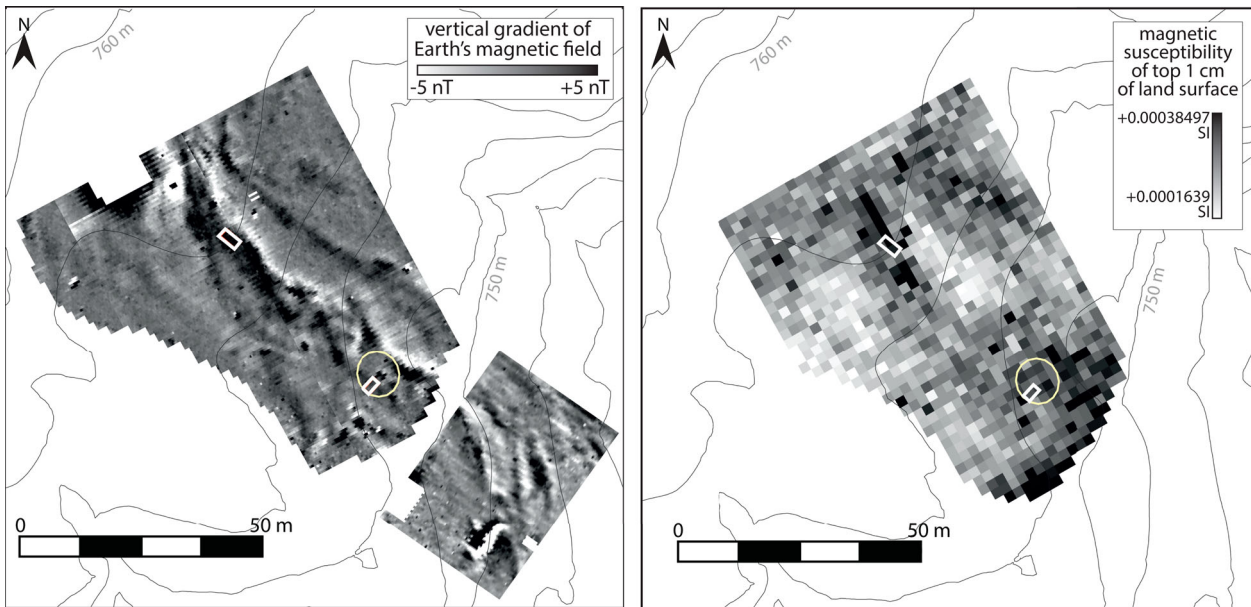 N
760 m
vertical gradient of
Earth's magnetic field
-5 nT
+5 nT
750 m
0
50 m
N
760 m
magnetic
susceptibility
of top 1 cm
of land surface
+0.00038497
SI
+0.0001639
SI
750 m
0
50 m